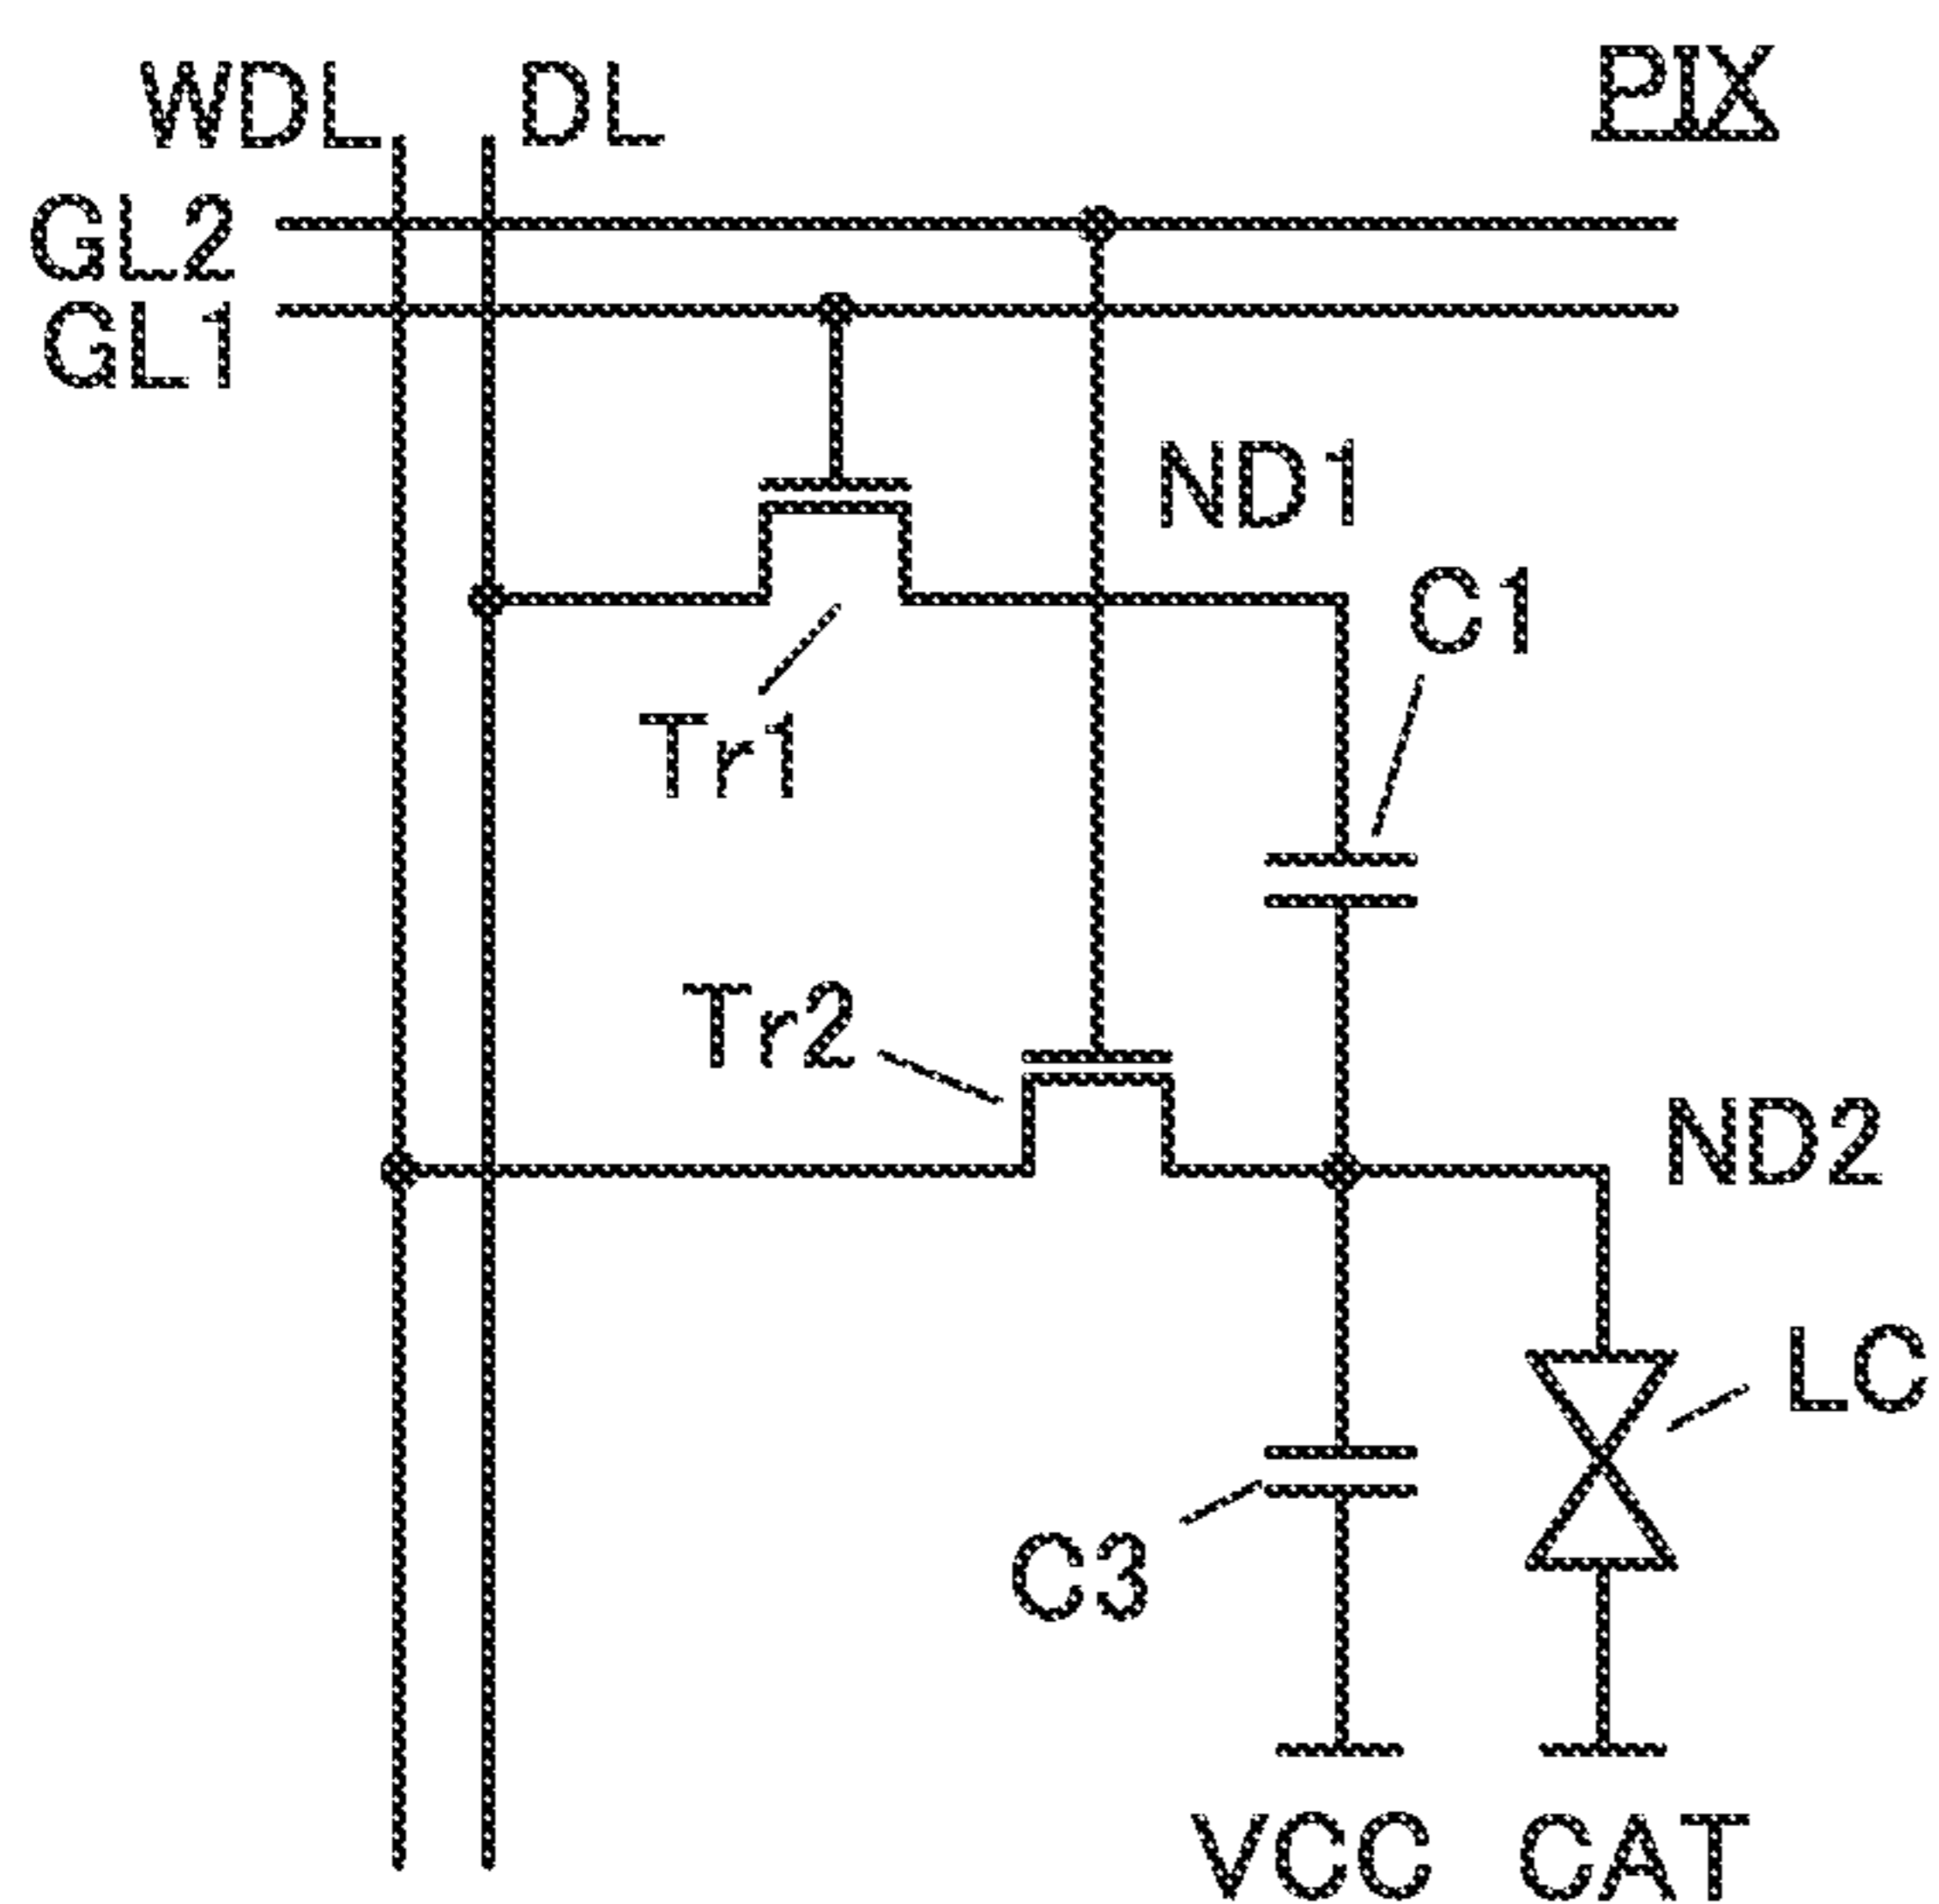 WDL DL PIX
GL2
GL1
ND1
C1
Tr1
Tr2
ND2
LC
C3
VCC CAT